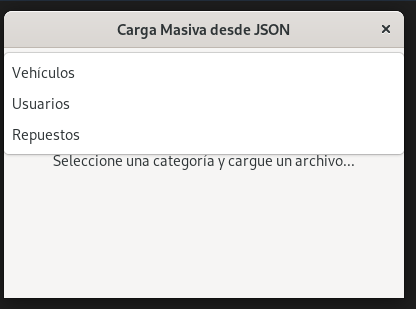 Carga Masiva desde JSON
Vehículos
Usuarios
Repuestos
Seleccione una categoría y cargue un archivo...